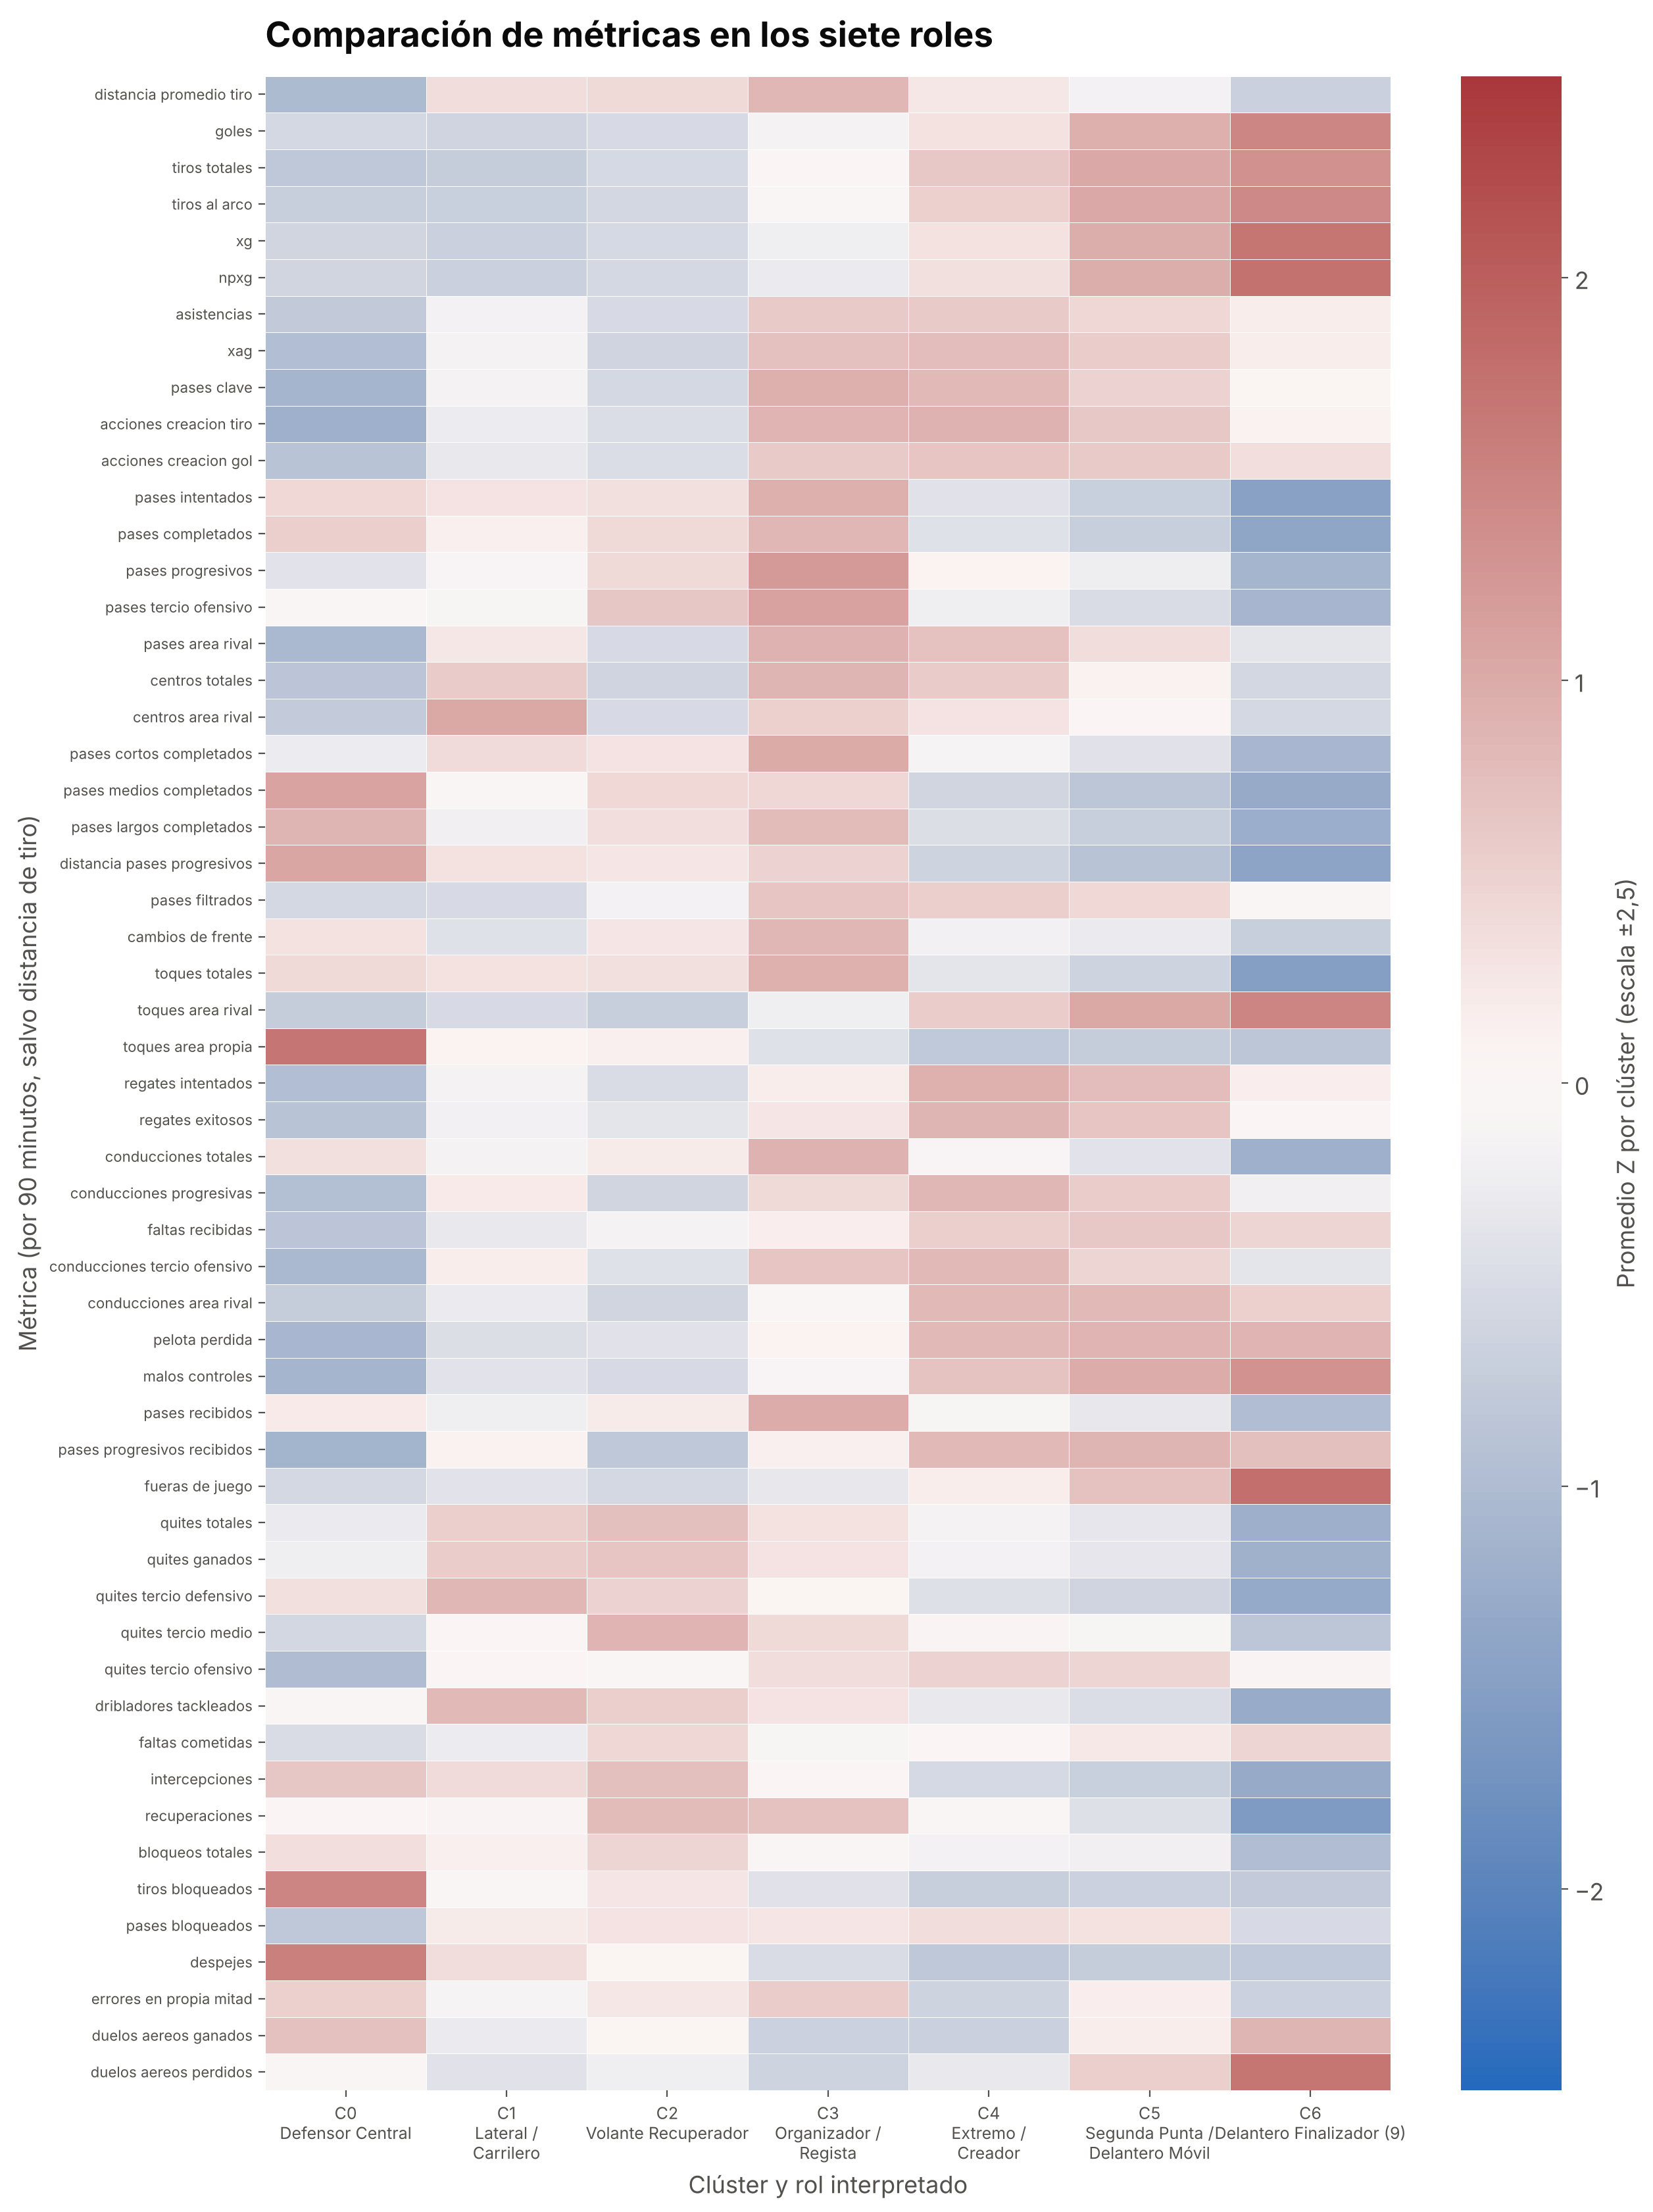 Comparación de métricas en los siete roles
distancia promedio tiro
goles
tiros totales
tiros al arco
xg
npxg
asistencias
xag
pases clave
acciones creacion tiro
acciones creacion gol
pases intentados
pases completados
pases progresivos
pases tercio ofensivo
pases area rival
centros totales
centros area rival
pases cortos completados
pases medios completados
pases largos completados
distancia pases progresivos
pases filtrados
cambios de frente
toques totales
toques area rival
toques area propia
regates intentados
regates exitosos
conducciones totales
conducciones progresivas
faltas recibidas
conducciones tercio ofensivo
conducciones area rival
pelota perdida
malos controles
pases recibidos
pases progresivos recibidos
fueras de juego
quites totales
quites ganados
quites tercio defensivo
quites tercio medio
quites tercio ofensivo
dribladores tackleados
faltas cometidas
intercepciones
recuperaciones
bloqueos totales
tiros bloqueados
pases bloqueados
despejes
errores en propia mitad
duelos aereos ganados
duelos aereos perdidos
Métrica (por 90 minutos, salvo distancia de tiro)
C0
Defensor Central
C1
Lateral /
Carrilero
C2
Volante Recuperador
C3
Organizador /
Regista
C4
Extremo /
Creador
C5
Segunda Punta /
Delantero Móvil
C6
Delantero Finalizador (9)
Clúster y rol interpretado
2
1
0
−1
−2
Promedio Z por clúster (escala ±2,5)